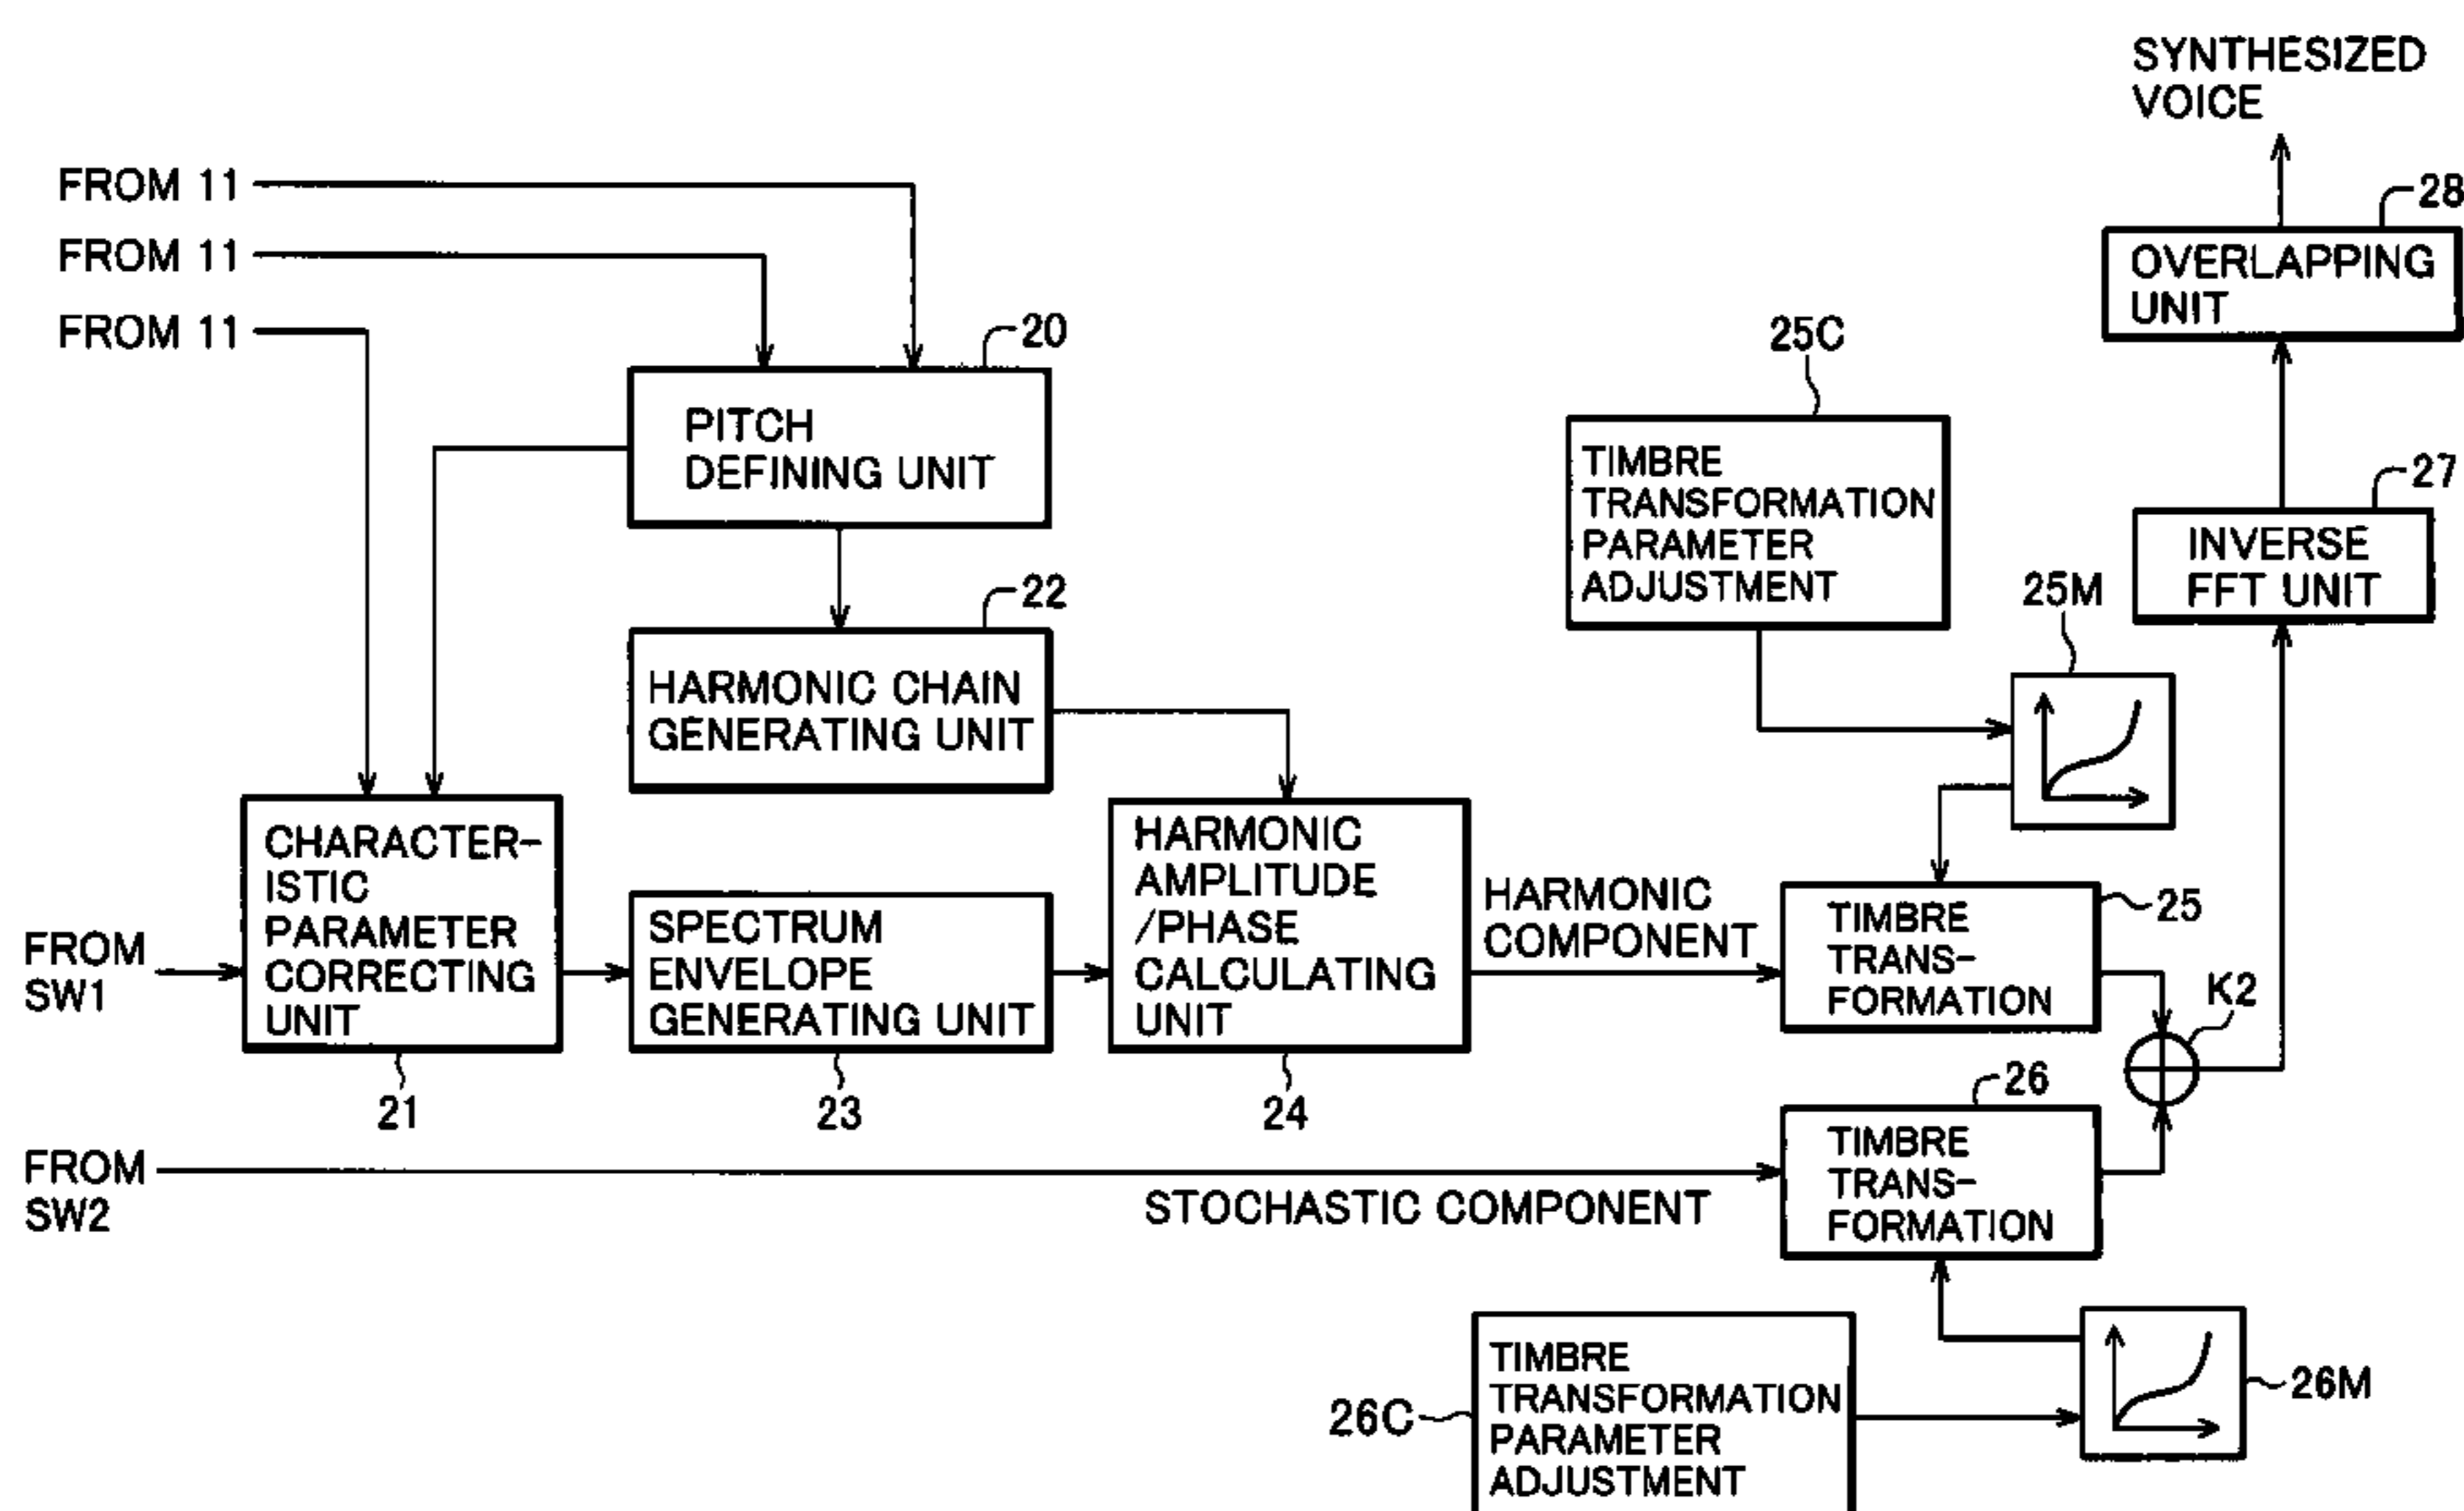 SYNTHESIZED
VOICE
FROM 11
FROM 11
FROM 11
28
OVERLAPPING
UNIT
20
PITCH
DEFINING UNIT
25C
TIMBRE
TRANSFORMATION
PARAMETER
ADJUSTMENT
27
INVERSE
FFT UNIT
22
HARMONIC CHAIN
GENERATING UNIT
25M
FROM
SW1
CHARACTER-
ISTIC
PARAMETER
CORRECTING
UNIT
21
SPECTRUM
ENVELOPE
GENERATING UNIT
23
HARMONIC
AMPLITUDE
/PHASE
CALCULATING
UNIT
24
HARMONIC
COMPONENT
TIMBRE
TRANS-
FORMATION
25
K2
FROM
SW2
STOCHASTIC COMPONENT
26
TIMBRE
TRANS-
FORMATION
26C
TIMBRE
TRANSFORMATION
PARAMETER
ADJUSTMENT
26M